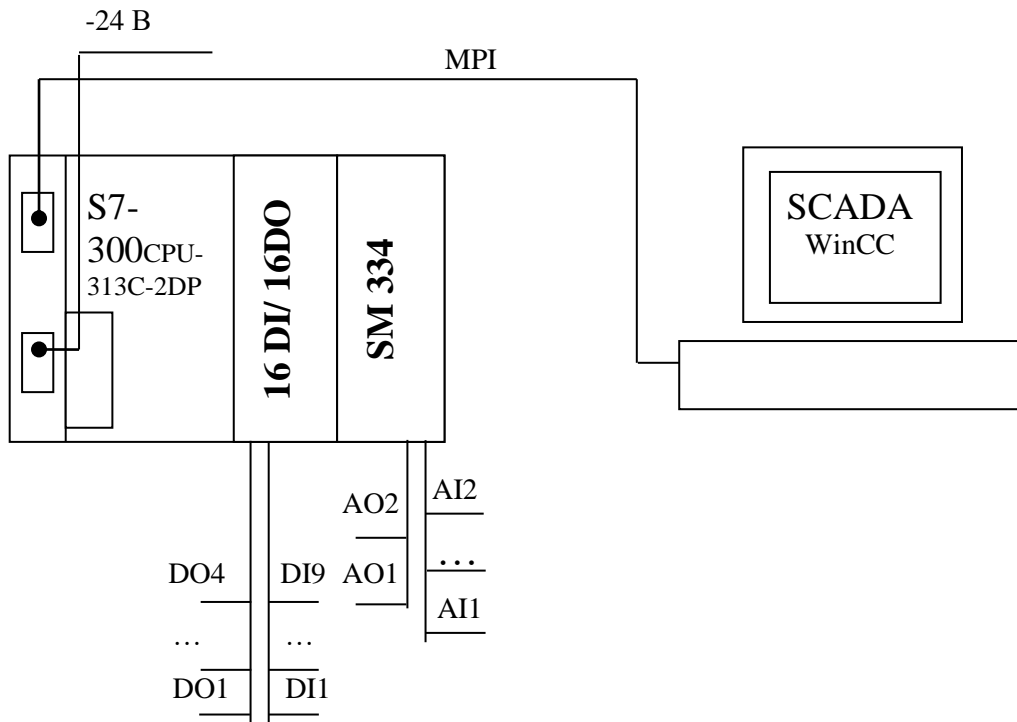 -24 В
MPI
S7-
300CPU-
313C-2DP
16 DI/ 16DO
SM 334
SCADA
WinCC
AO2
AI2
AO1
…
AI1
DO4
DI9
…
…
DO1
DI1